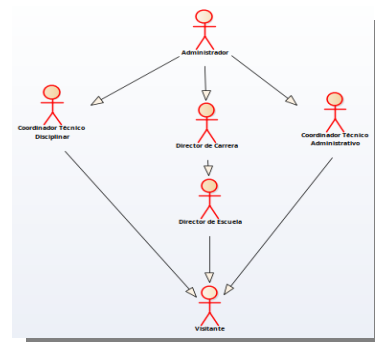 Administrador
Coordinador Técnico
Disciplinar
Director de Carrera
Coordinador Técnico
Administrativo
Director de Escuela
Visitante